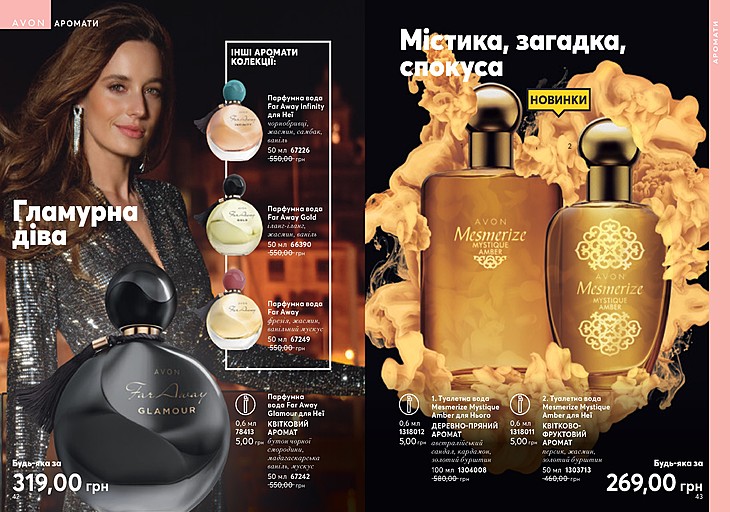 AVON АРОМАТИ
Гламурна
діва
ІНШІ АРОМАТИ
КОЛЕКЦІЇ:
Парфумна вода
Far Away Infinity
для Неї
чорнобривці,
жасмин, самбак,
ваніль
50 мл 67226
550,00 грн
Парфумна вода
Far Away Gold
іланг-іланг,
жасмин, ваніль
50 мл 66390
550,00 грн
Парфумна вода
Far Away
фрезія, жасмин,
ванільний мускус
50 мл 67249
550,00 грн
AVON
Far Away
GLAMOUR
0,6 мл
78413
5,00 грн
Парфумна
вода Far Away
Glamour для Неї
КВІТКОВИЙ
АРОМАТ
бутон чорної
смородини,
мадагаскарська
ваніль, мускус
50 мл 67242
550,00 грн
Будь-яка за
319,00 грн
42
Містика, загадка,
спокуса
НОВИНКИ
2
AVON
Mesmerize
MYSTIQUE
AMBER
AVON
Mesmerize
MYSTIQUE
AMBER
0,6 мл
1318012
5,00 грн
1. Туалетна вода
Mesmerize Mystique
Amber для Нього
ДЕРЕВНО-ПРЯНИЙ
АРОМАТ
австралійський
сандал, кардамон,
золотий бурштин
100 мл 1304008
580,00 грн
0,6 мл
1318011
5,00 грн
2. Туалетна вода
Mesmerize Mystique
Amber для Неї
КВІТКОВО-
ФРУКТОВИЙ
АРОМАТ
персик, жасмин,
золотий бурштин
50 мл 1303713
460,00 грн
Будь-яка за
269,00 грн
43
АРОМАТИ